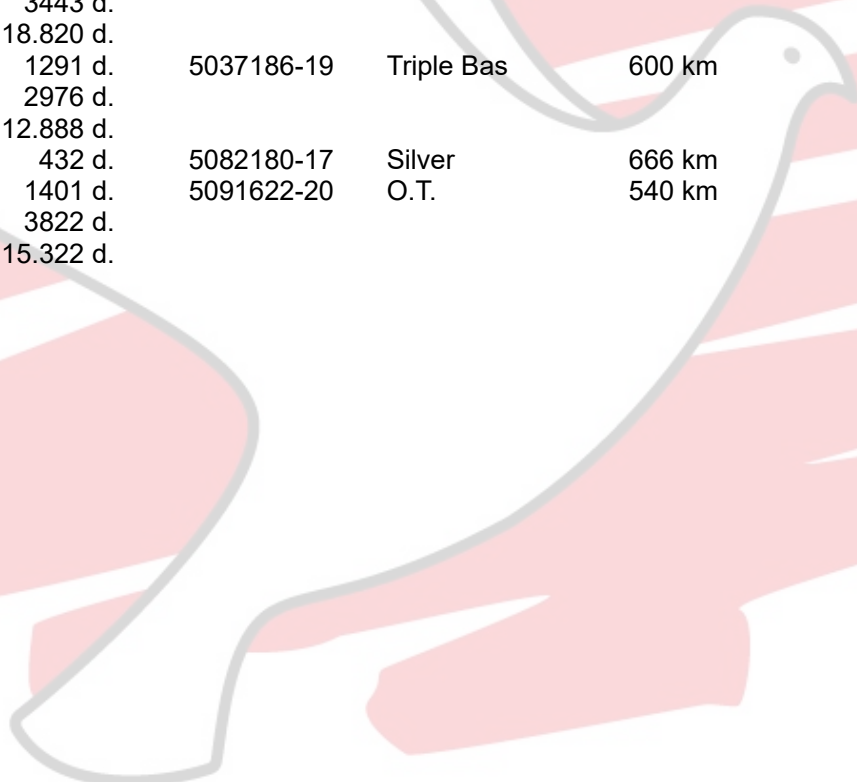 3443 d.
18.820 d.
1291 d. 5037186-19 Triple Bas 600 km
2976 d.
12.888 d.
432 d. 5082180-17 Silver 666 km
1401 d. 5091622-20 O.T. 540 km
3822 d.
15.322 d.